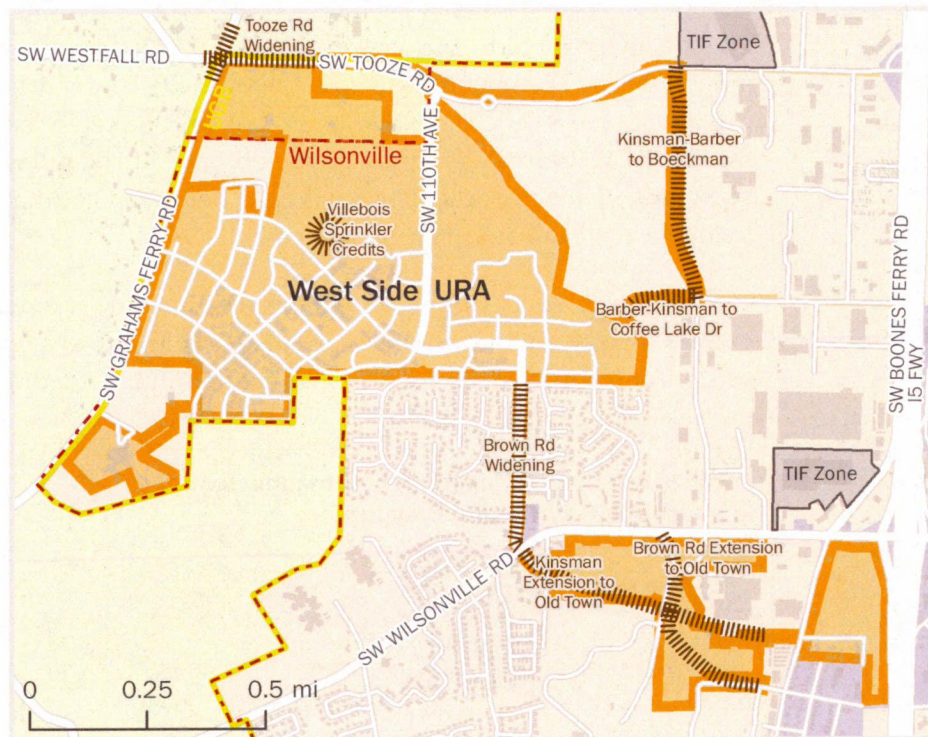 Tooze Rd
Widening
TIF Zone
SW WESTFALL RD
SW TOOZE RD
UGB
Wilsonville
SW 110TH AVE
Kinsman-Barber
to Boeckman
Villebois
Sprinkler
Credits
SW GRAHAMS FERRY RD
West Side URA
Barber-Kinsman to
Coffee Lake Dr
SW BOONES FERRY RD
I5 FWY
Brown Rd
Widening
TIF Zone
Kinsman
Extension to
Old Town
Brown Rd Extension
to Old Town
SW WILSONVILLE RD
0 0.25 0.5 mi